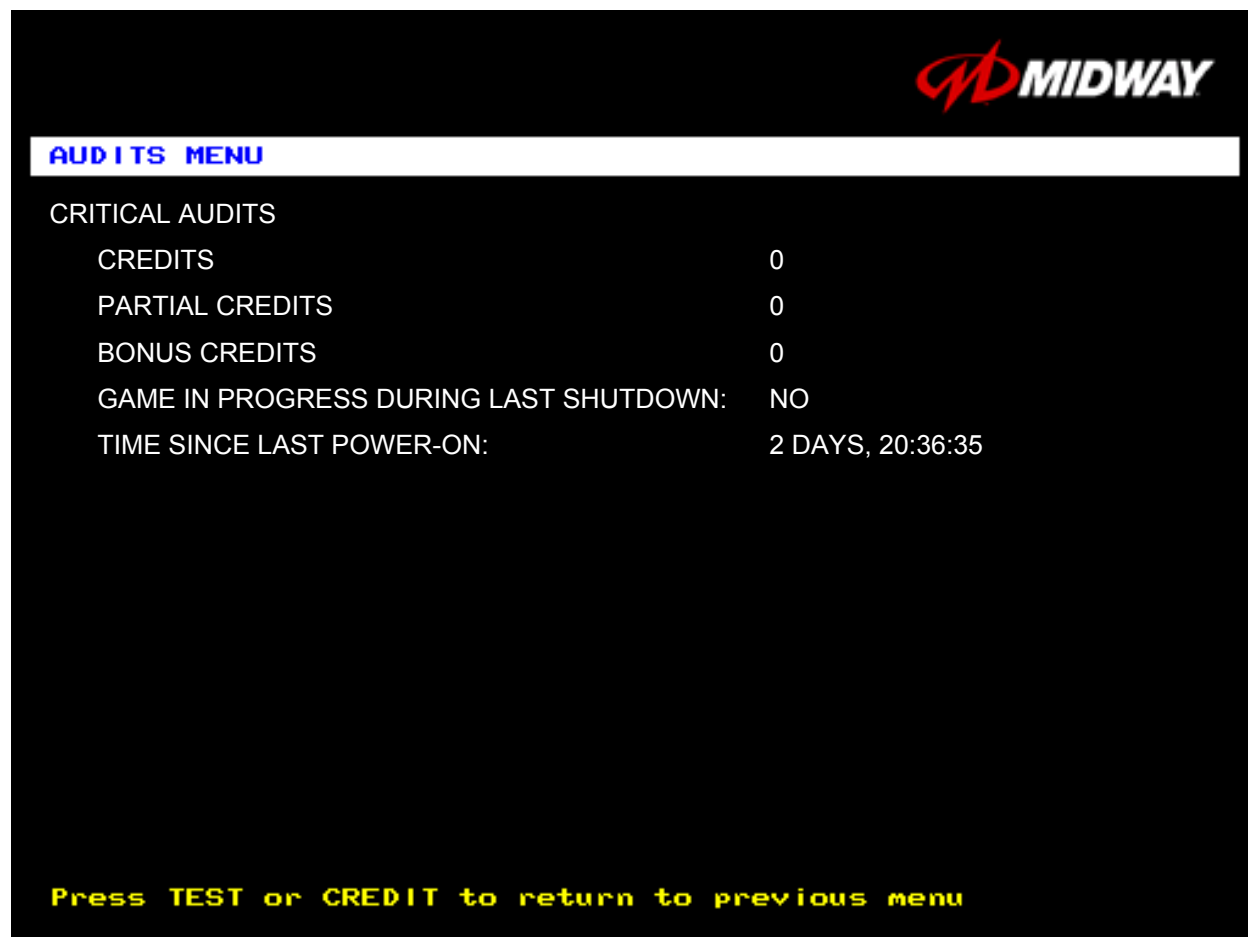 MIDWAY
AUDITS MENU
CRITICAL AUDITS
CREDITS 0
PARTIAL CREDITS 0
BONUS CREDITS 0
GAME IN PROGRESS DURING LAST SHUTDOWN: NO
TIME SINCE LAST POWER-ON: 2 DAYS, 20:36:35
Press TEST or CREDIT to return to previous menu